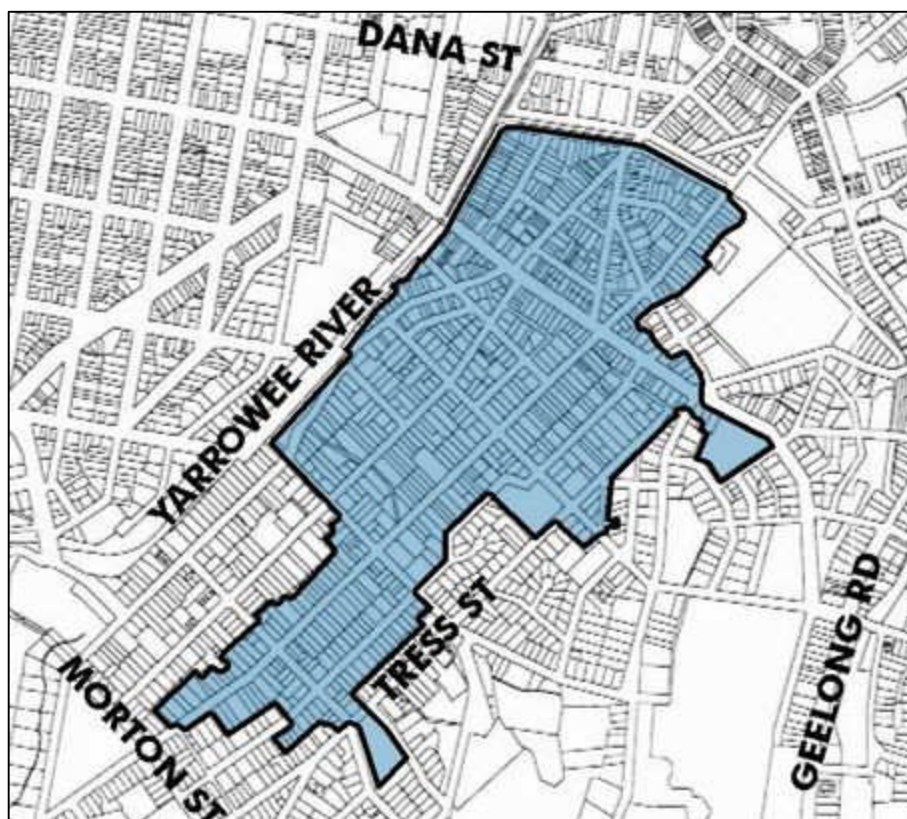 DANA ST
YARROWEE RIVER
TRESS ST
MORTON ST
GEELONG RD